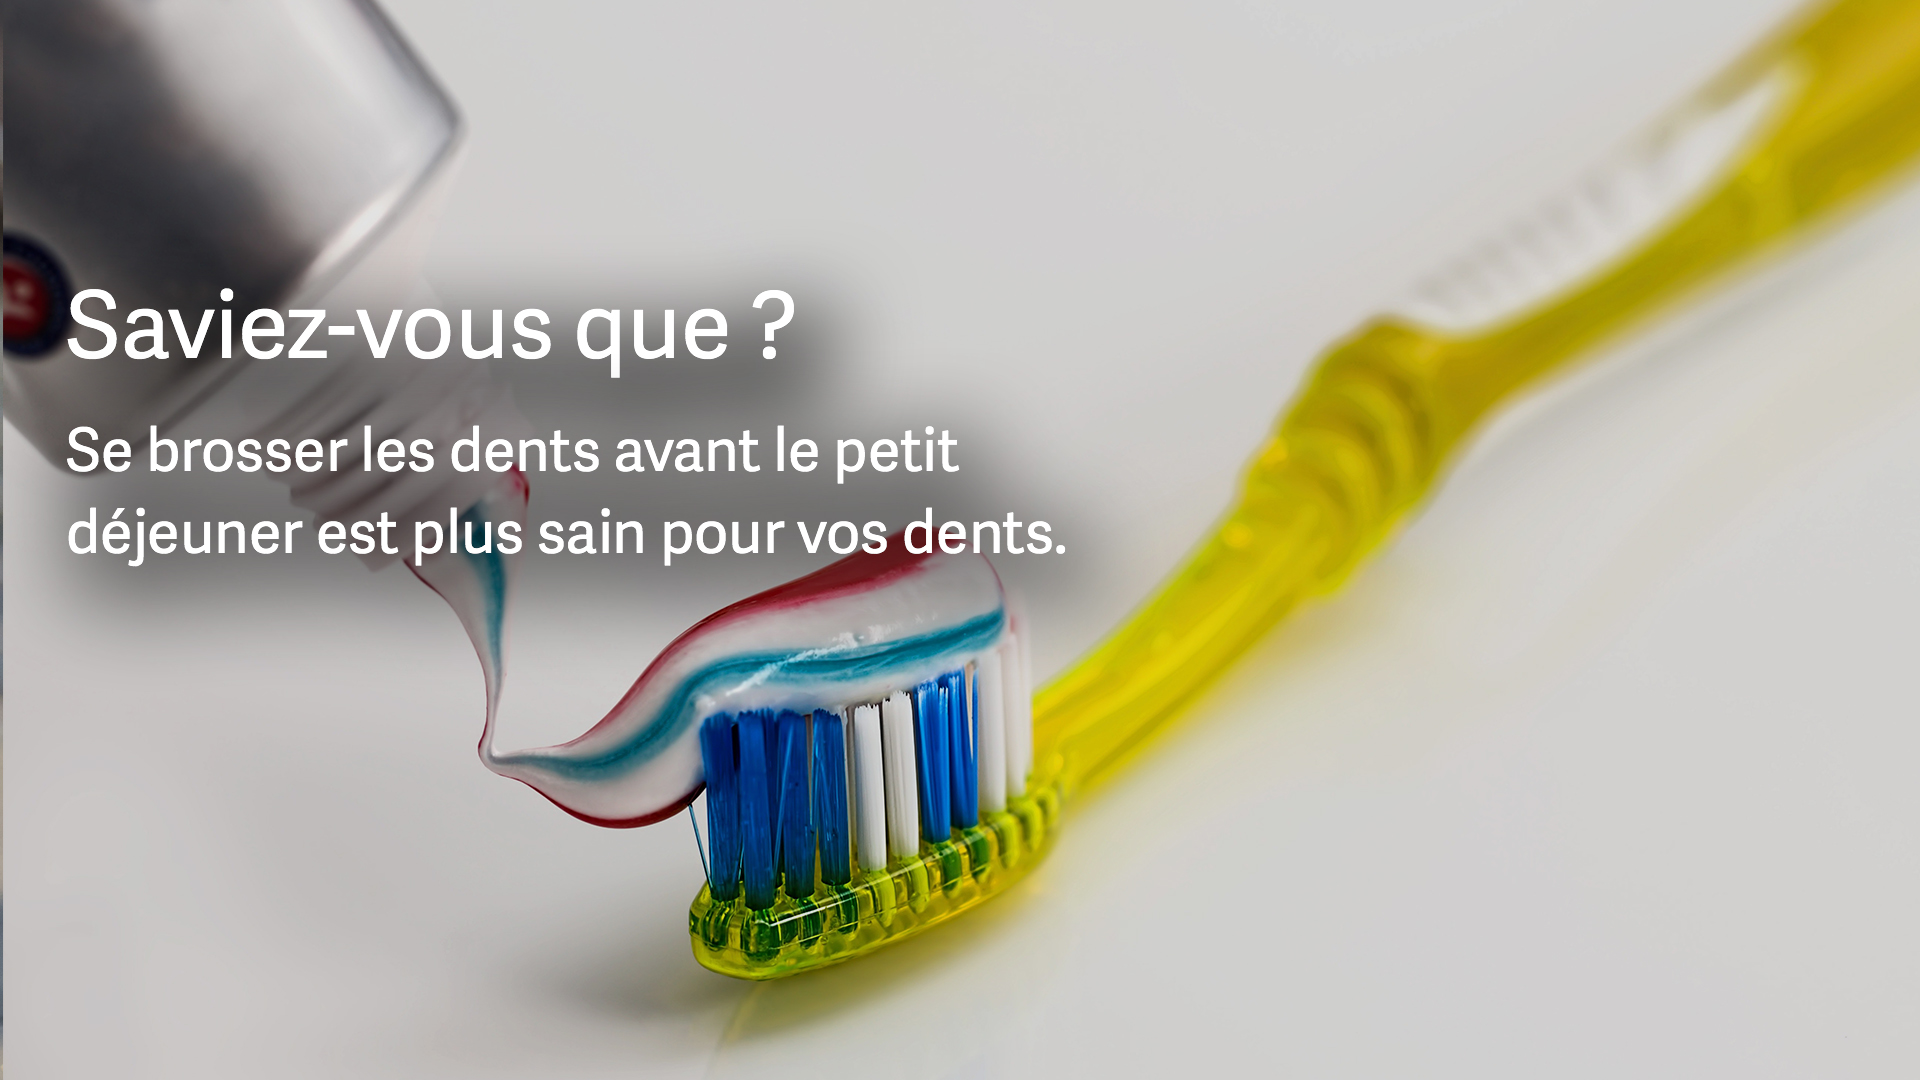 Saviez-vous que ?
Se brosser les dents avant le petit
déjeuner est plus sain pour vos dents.